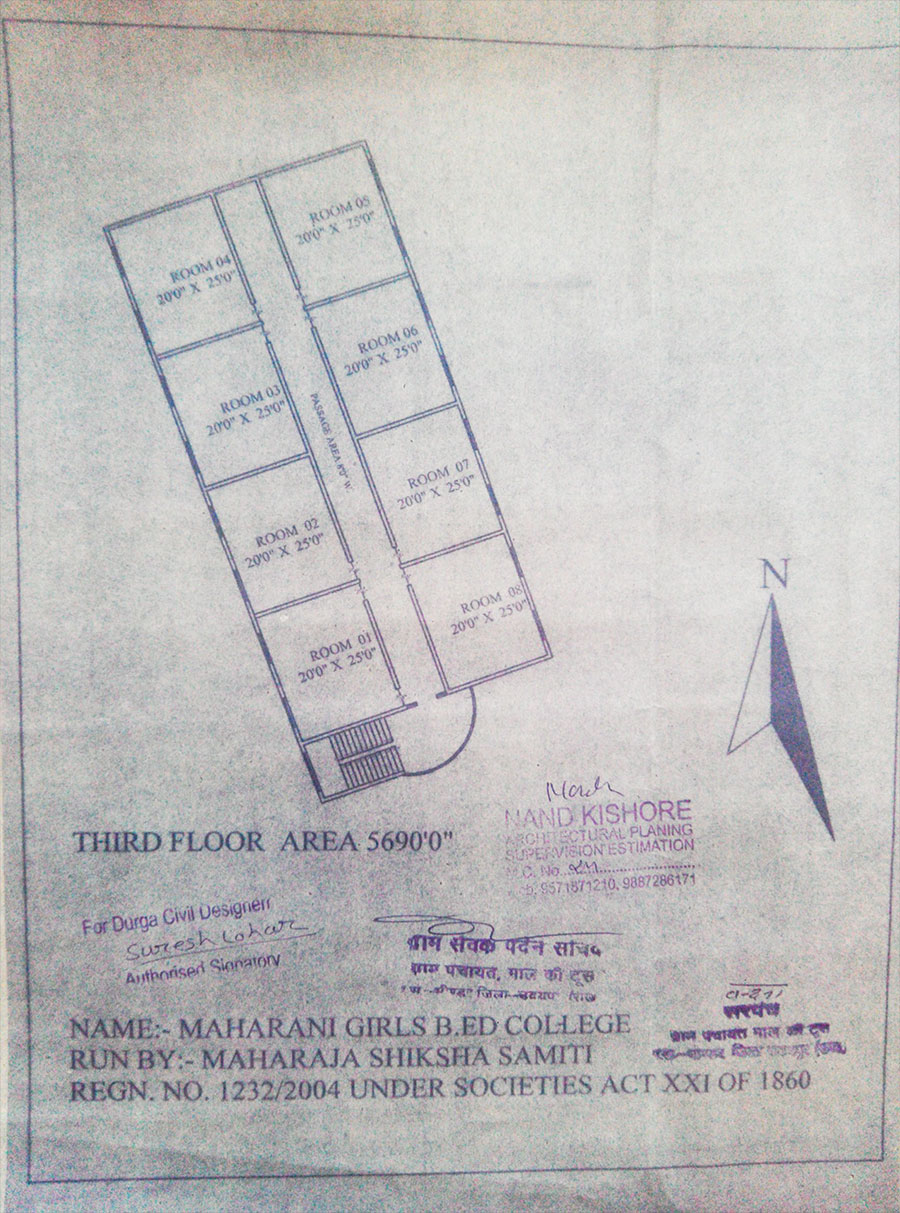 ROOM 05
20'0" X 25'0"
ROOM 04
20'0" X 25'0"
ROOM 06
20'0" X 25'0"
ROOM 03
20'0" X 25'0"
PASSAGE AREA 8'0" W.
ROOM 07
20'0" X 25'0"
ROOM 02
20'0" X 25'0"
ROOM 08
20'0" X 25'0"
ROOM 01
20'0" X 25'0"
N
THIRD FLOOR AREA 5690'0"
NAND KISHORE
ARCHITECTURAL PLANING
SUPERVISION ESTIMATION
No.
9571871210, 9887286171
For Durga Civil Designer
Suresh Lohar
Authorised Signatory
ग्राम सेवक पदेन सचिव
ग्राम पंचायत, माल की टूस
जिला
सरपंच
ग्राम पंचायत माल की टूस
जिला
NAME:- MAHARANI GIRLS B.ED COLLEGE
RUN BY:- MAHARAJA SHIKSHA SAMITI
REGN. NO. 1232/2004 UNDER SOCIETIES ACT XXI OF 1860